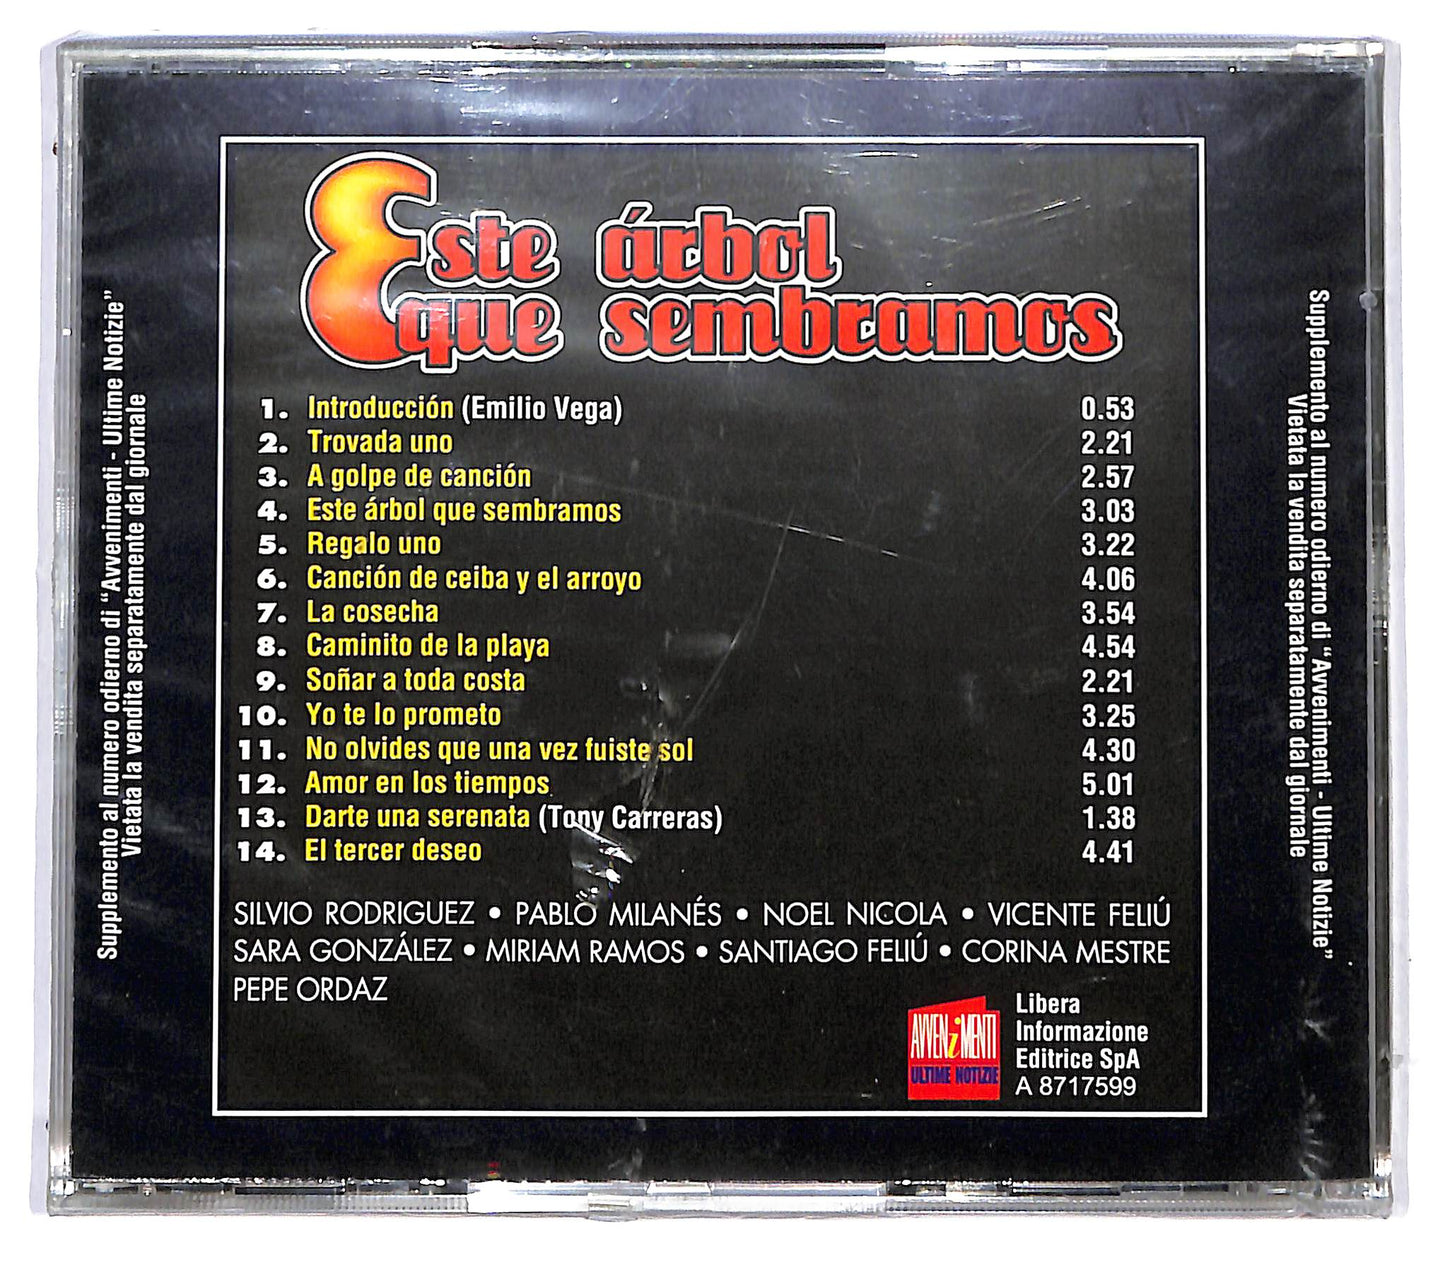 Este árbol
que sembramos
1. Introducción (Emilio Vega) 0.53
2. Trovada uno 2.21
3. A golpe de canción 2.57
4. Este árbol que sembramos 3.03
5. Regalo uno 3.22
6. Canción de ceiba y el arroyo 4.06
7. La cosecha 3.54
8. Caminito de la playa 4.54
9. Soñar a toda costa 2.21
10. Yo te lo prometo 3.25
11. No olvides que una vez fuiste sol 4.30
12. Amor en los tiempos 5.01
13. Darte una serenata (Tony Carreras) 1.38
14. El tercer deseo 4.41
SILVIO RODRIGUEZ • PABLO MILANÉS • NOEL NICOLA • VICENTE FELIÚ
SARA GONZÁLEZ • MIRIAM RAMOS • SANTIAGO FELIÚ • CORINA MESTRE
PEPE ORDAZ
AVVENiMENTI
ULTIME NOTIZIE
Libera
Informazione
Editrice SpA
A 8717599
Supplemento al numero odierno di “Avvenimenti - Ultime Notizie”
Vietata la vendita separatamente dal giornale
Supplemento al numero odierno di “Avvenimenti - Ultime Notizie”
Vietata la vendita separatamente dal giornale